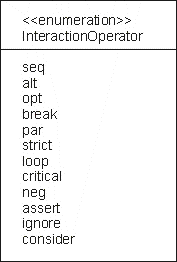 <<enumeration>>
InteractionOperator
seq
alt
opt
break
par
strict
loop
critical
neg
assert
ignore
consider